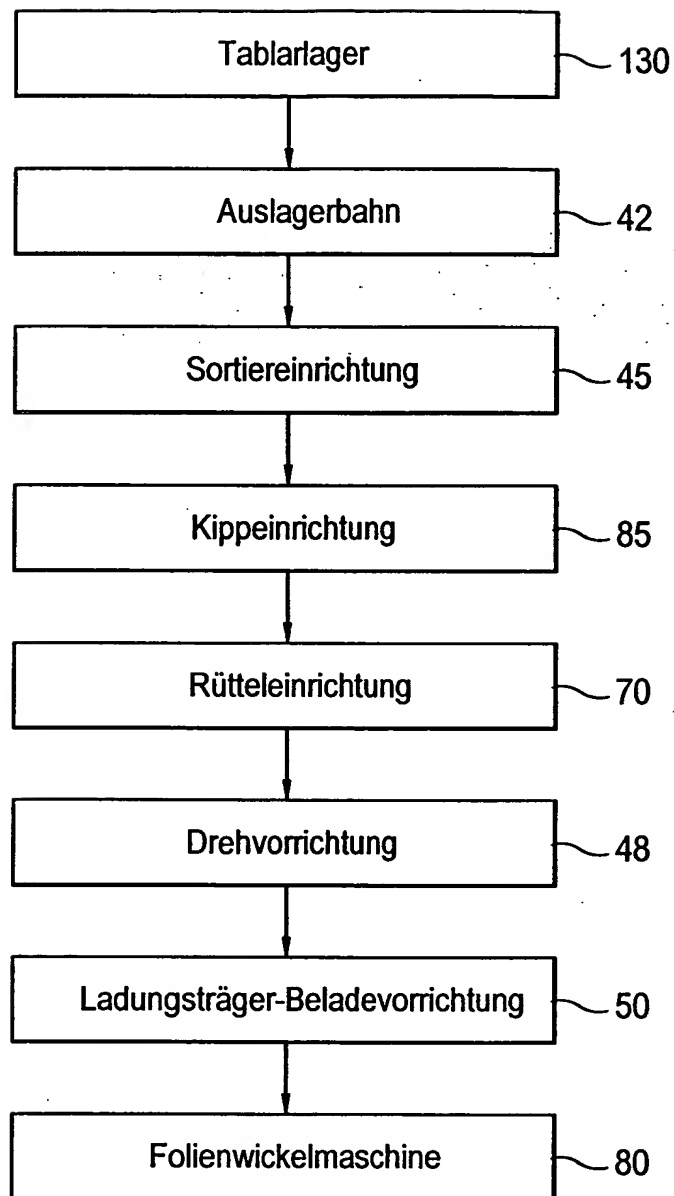 Tablarlager 130
Auslagerbahn 42
Sortiereinrichtung 45
Kippeinrichtung 85
Rütteleinrichtung 70
Drehvorrichtung 48
Ladungsträger-Beladevorrichtung 50
Folienwickelmaschine 80